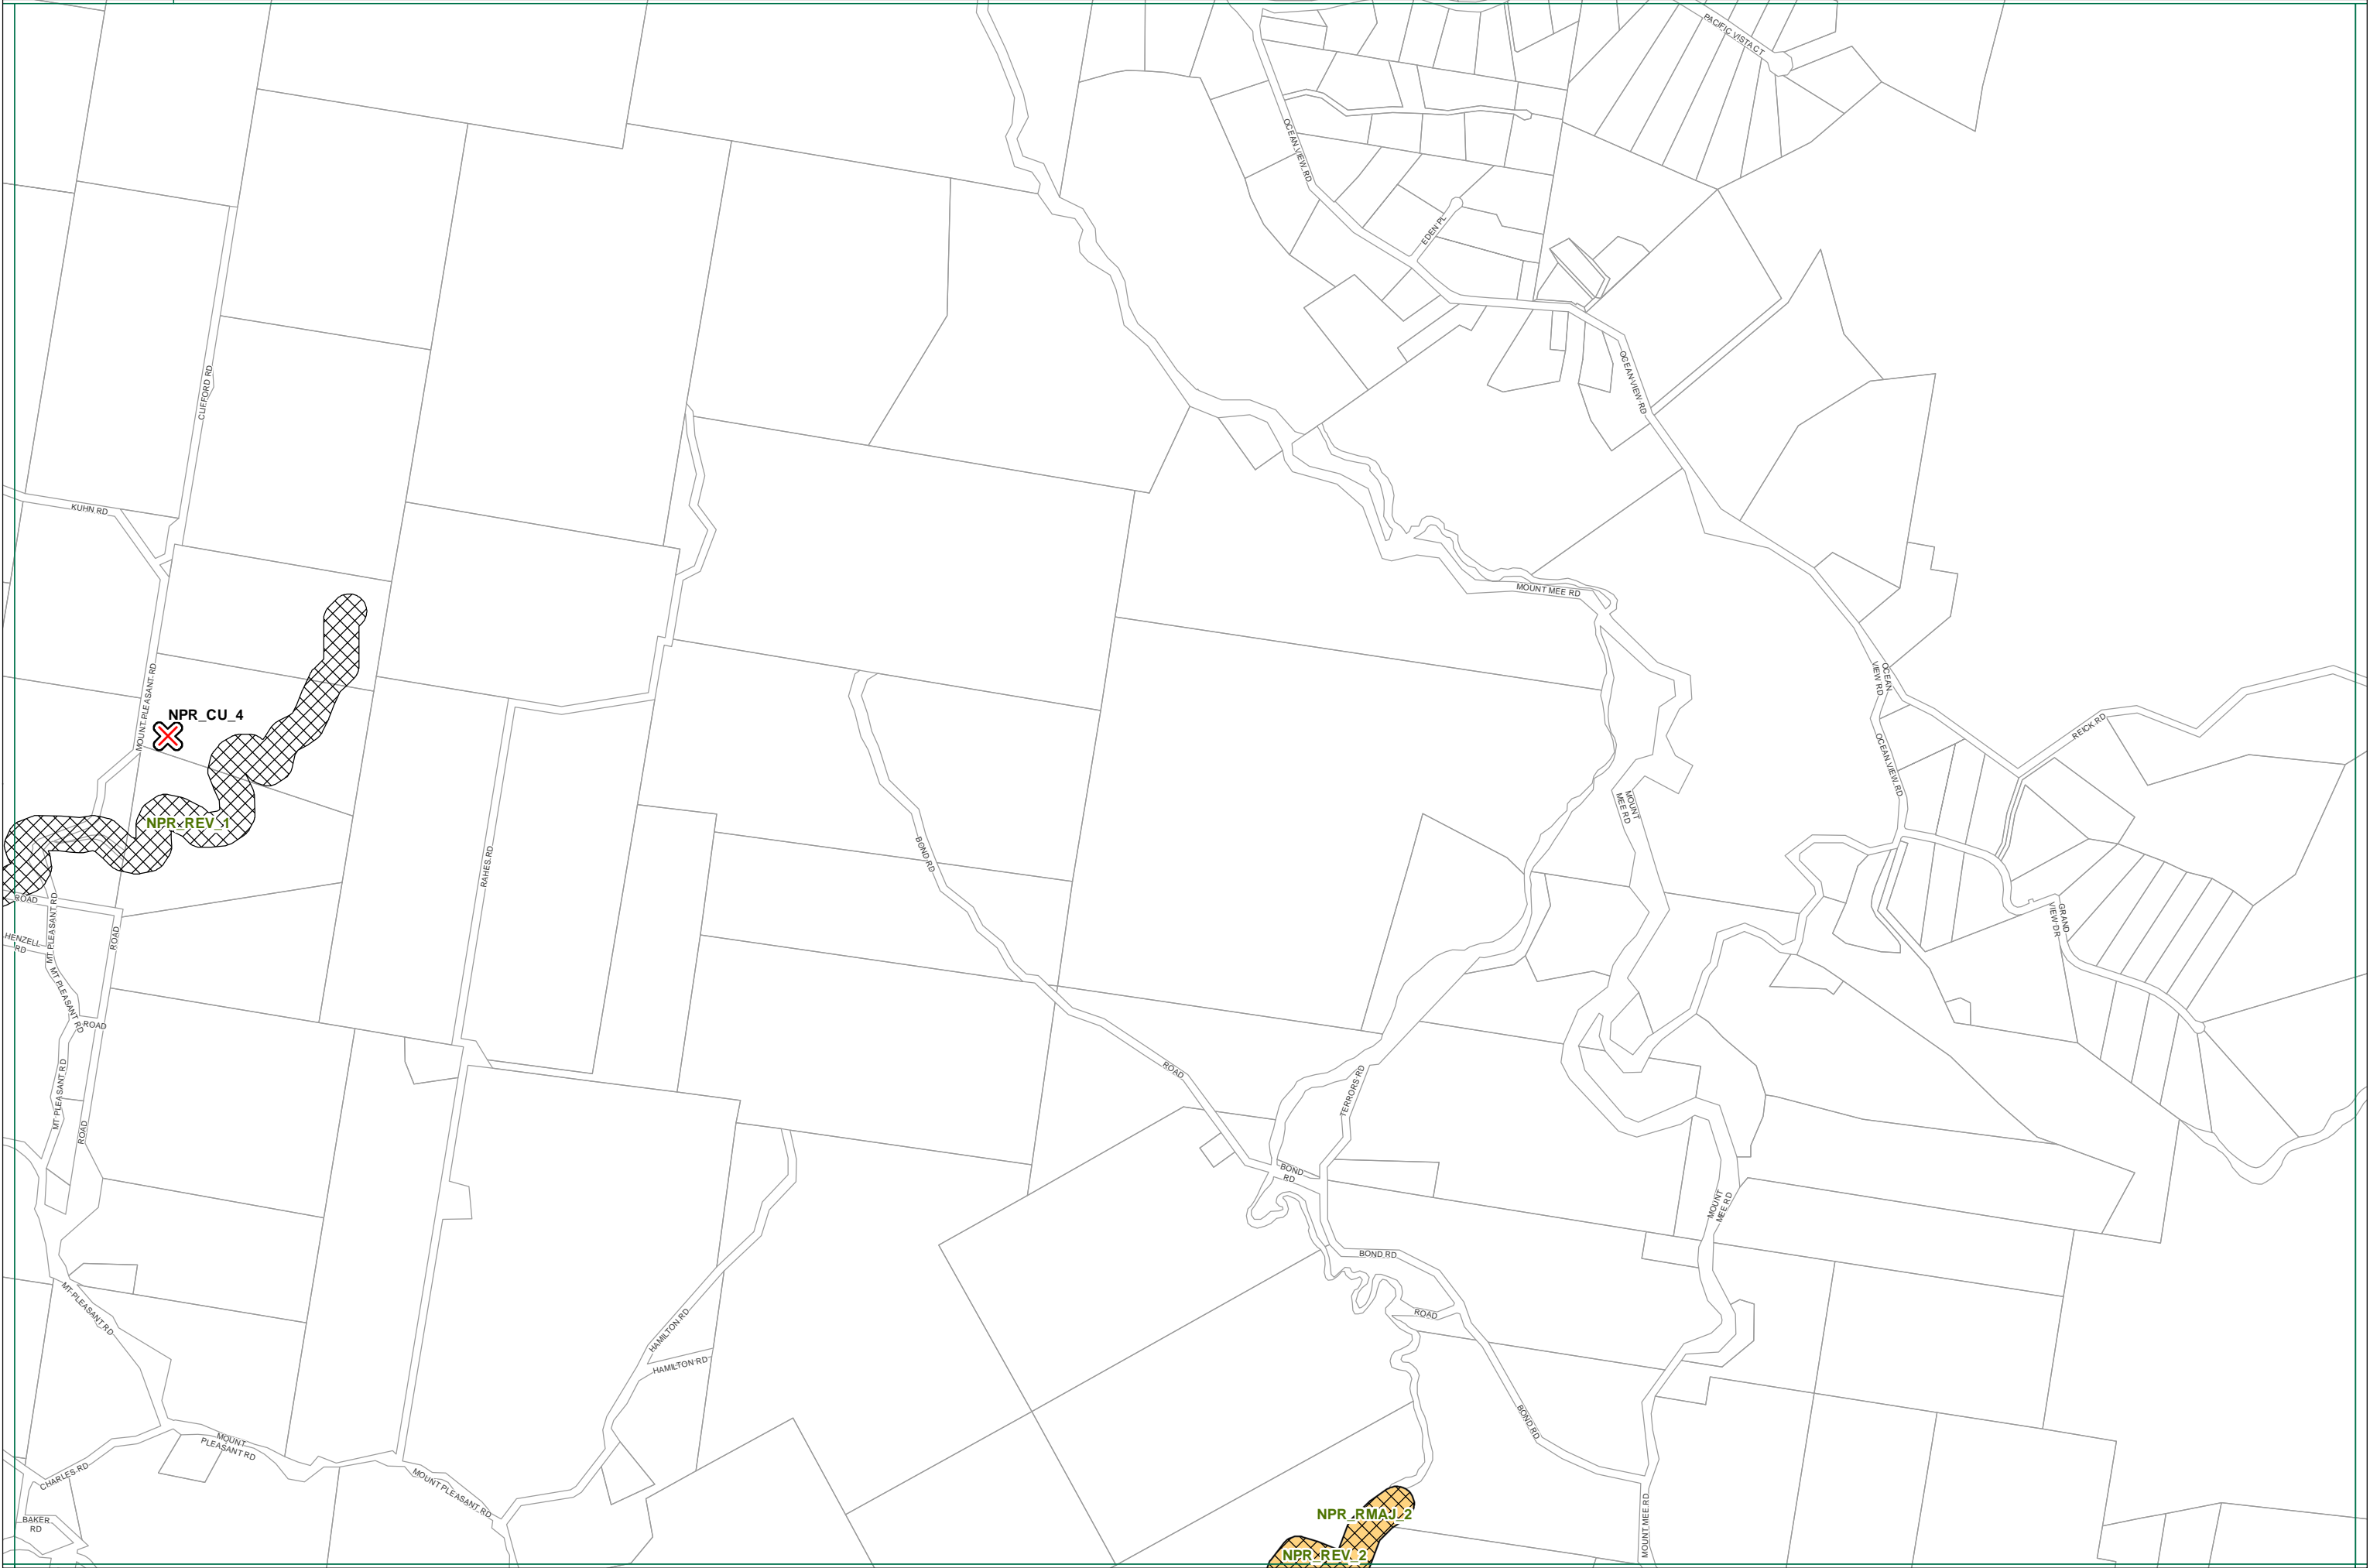 PACIFIC VISTA CT
OCEAN VIEW RD
EDEN PL
OCEAN VIEW RD
CLIFFORD RD
KUHN RD
MOUNT MEE RD
MOUNT PLEASANT RD
OCEAN
VIEW RD
NPR_CU_4
REICK RD
OCEAN VIEW RD
MOUNT
MEE RD
NPR_REV_1
BOND RD
RAHES RD
ROAD
MT PLEASANT RD
GRAND
VIEW DR
HENZELL
RD
ROAD
MT PLEASANT RD
ROAD
ROAD
TERRORS RD
MT PLEASANT RD
ROAD
BOND
RD
MOUNT
MEE RD
BOND RD
MT PLEASANT RD
HAMILTON RD
ROAD
HAMILTON RD
BOND RD
MOUNT
PLEASANT RD
CHARLES RD
MOUNT PLEASANT RD
NPR_RMAJ_2
BAKER
RD
MOUNT MEE RD
NPR_REV_2